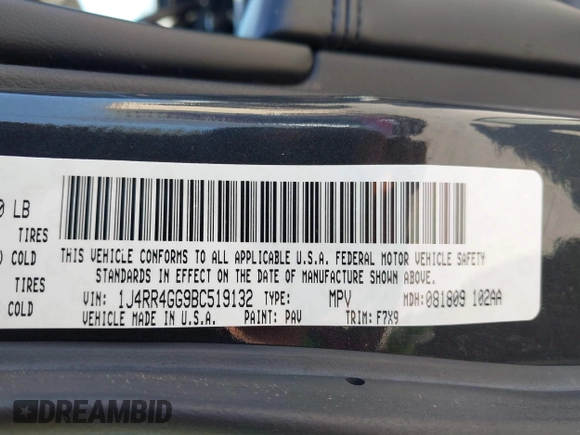 0 LB
TIRES
COLD
TIRES
COLD
THIS VEHICLE CONFORMS TO ALL APPLICABLE U.S.A. FEDERAL MOTOR VEHICLE SAFETY
STANDARDS IN EFFECT ON THE DATE OF MANUFACTURE SHOWN ABOVE.
VIN: 1J4RR4GG9BC519132 TYPE: MPV MDH: 081809 102AA
VEHICLE MADE IN U.S.A. PAINT: PAV TRIM: F7X9
DREAMBID